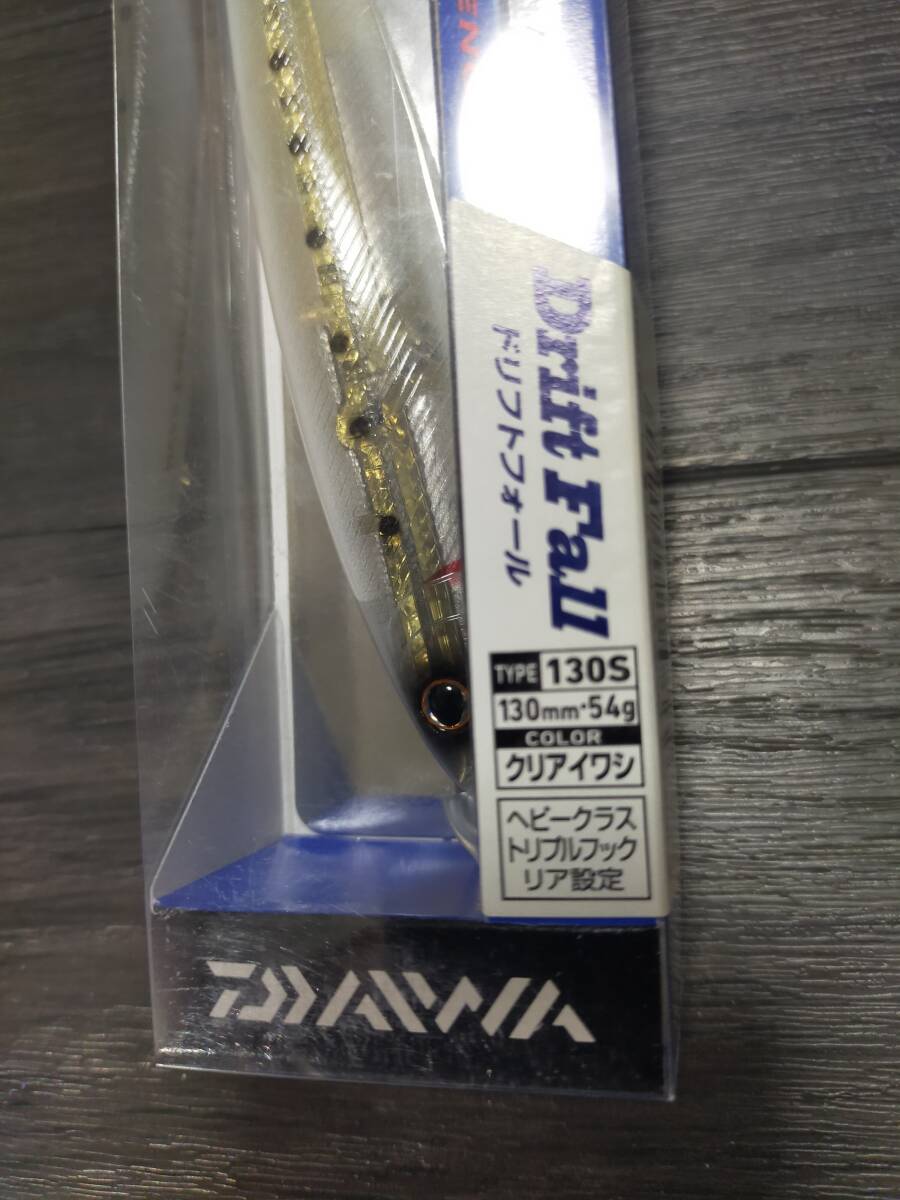 Drift Fall
ドリフトフォール
TYPE 130S
130mm・54g
COLOR
クリアイワシ
ヘビークラス
トリプルフック
リア設定
DAIWA